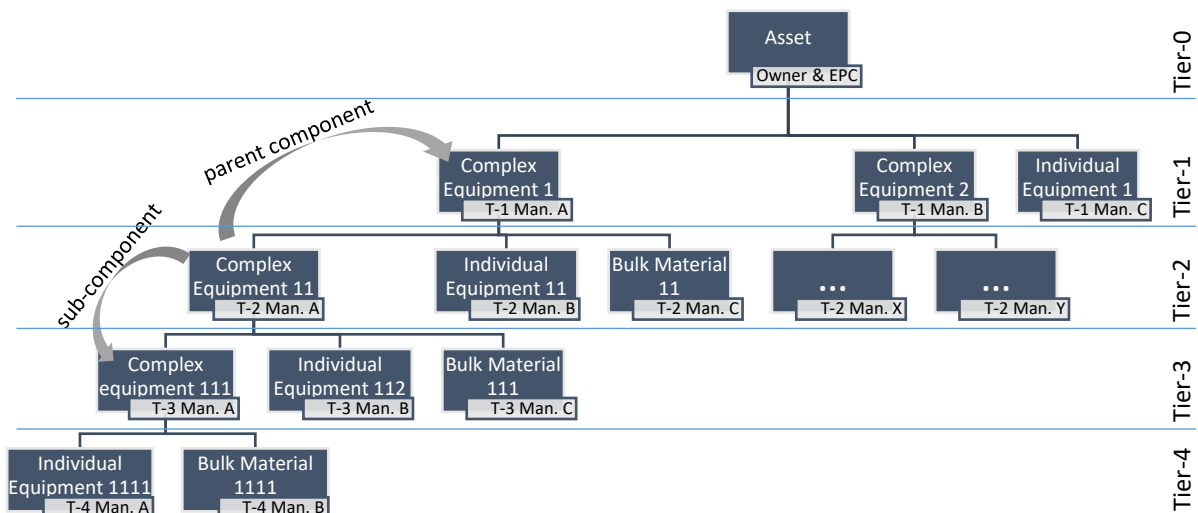 Asset
Owner & EPC
Tier-0
parent component
Complex
Equipment 1
T-1 Man. A
Complex
Equipment 2
T-1 Man. B
Individual
Equipment 1
T-1 Man. C
Tier-1
sub-component
Complex
Equipment 11
T-2 Man. A
Individual
Equipment 11
T-2 Man. B
Bulk Material
11
T-2 Man. C
...
T-2 Man. X
...
T-2 Man. Y
Tier-2
Complex
equipment 111
T-3 Man. A
Individual
Equipment 112
T-3 Man. B
Bulk Material
111
T-3 Man. C
Tier-3
Individual
Equipment 1111
T-4 Man. A
Bulk Material
1111
T-4 Man. B
Tier-4